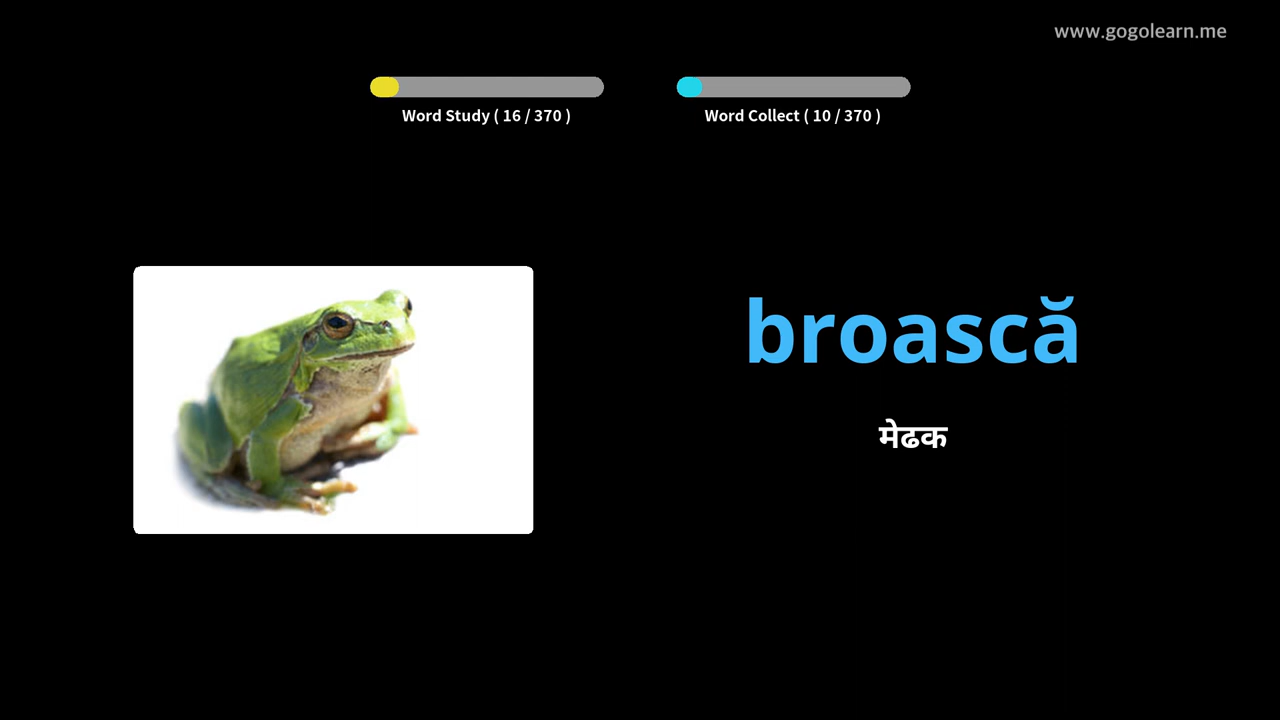 www.gogolearn.me
Word Study ( 16 / 370 )
Word Collect ( 10 / 370 )
broască
मेढक